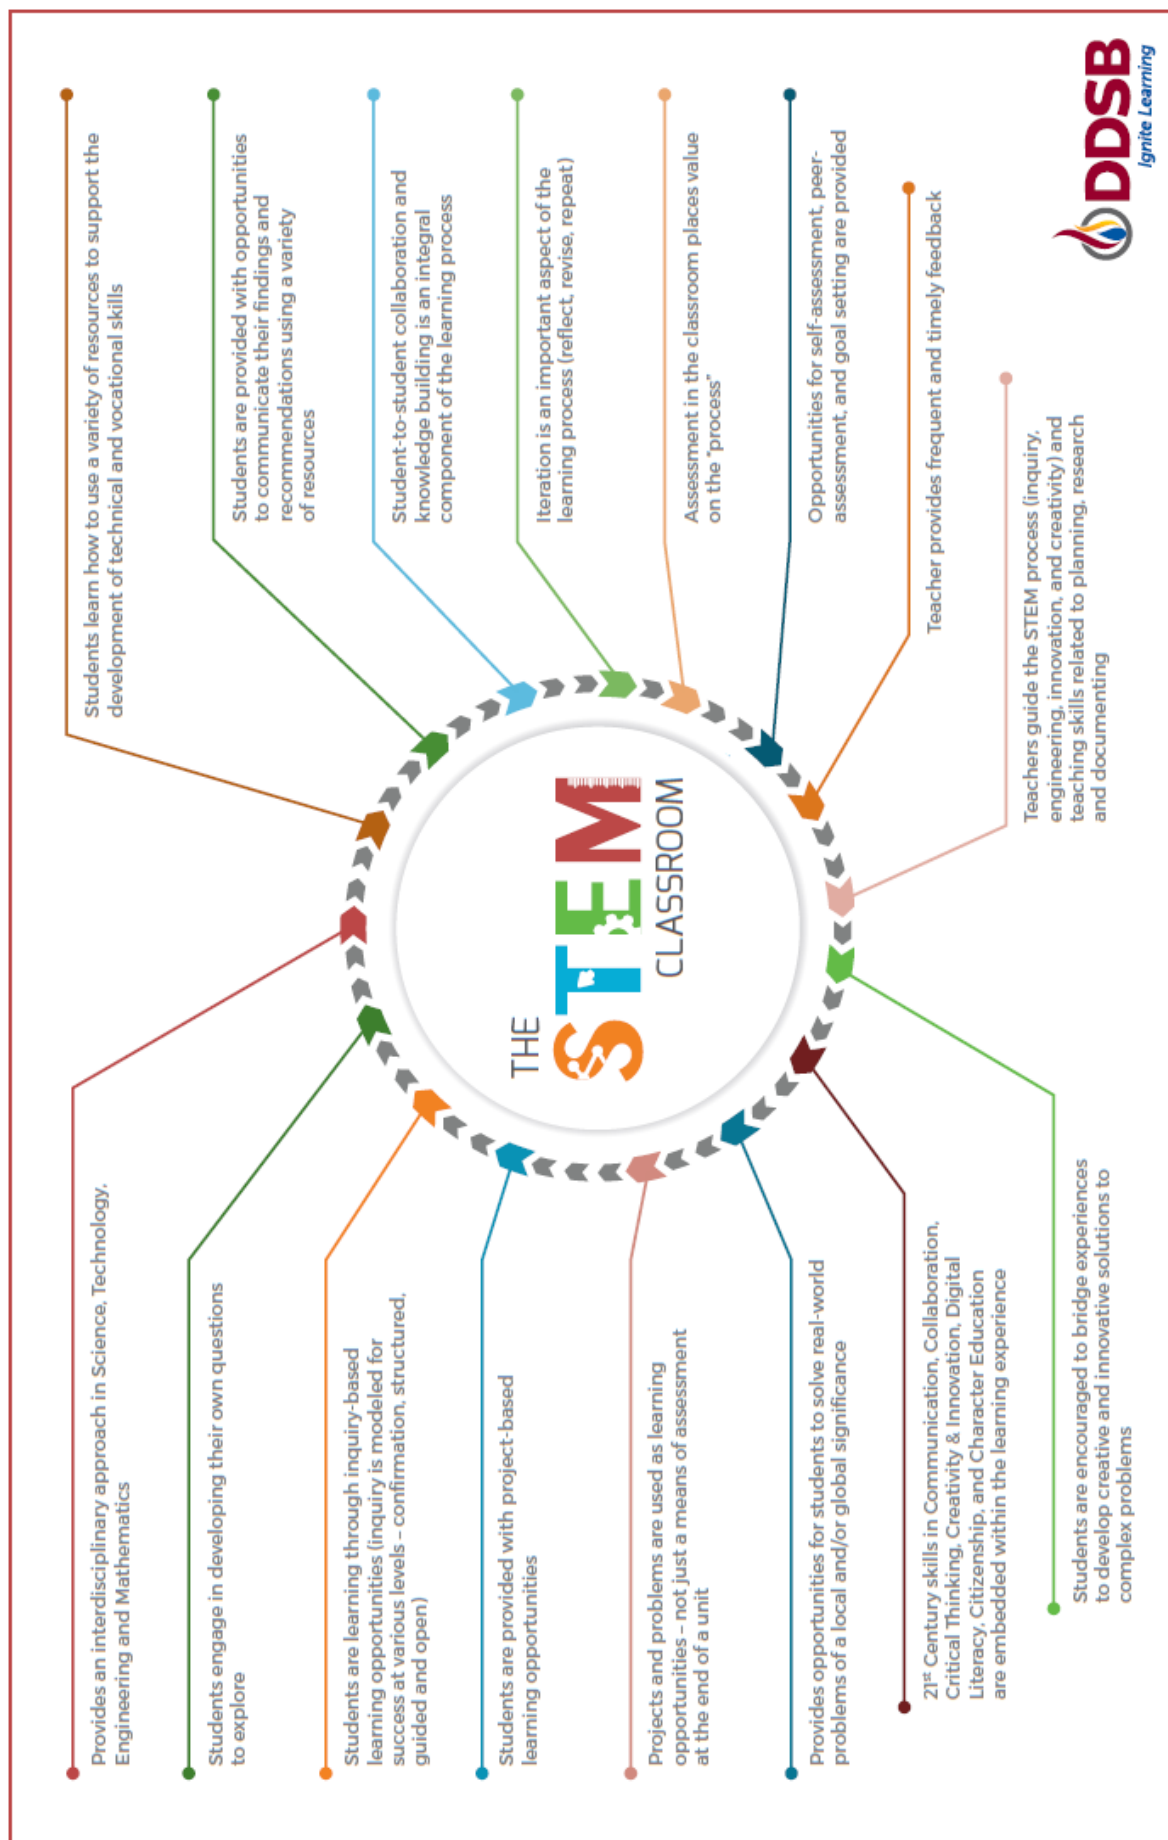 THE
STEM
CLASSROOM
Provides an interdisciplinary approach in Science, Technology,
Engineering and Mathematics
Students engage in developing their own questions
to explore
Students are learning through inquiry-based
learning opportunities (inquiry is modeled for
success at various levels – confirmation, structured,
guided and open)
Students are provided with project-based
learning opportunities
Projects and problems are used as learning
opportunities – not just a means of assessment
at the end of a unit
Provides opportunities for students to solve real-world
problems of a local and/or global significance
21st Century skills in Communication, Collaboration,
Critical Thinking, Creativity & Innovation, Digital
Literacy, Citizenship, and Character Education
are embedded within the learning experience
Students are encouraged to bridge experiences
to develop creative and innovative solutions to
complex problems
Students learn how to use a variety of resources to support the
development of technical and vocational skills
Students are provided with opportunities
to communicate their findings and
recommendations using a variety
of resources
Student-to-student collaboration and
knowledge building is an integral
component of the learning process
Iteration is an important aspect of the
learning process (reflect, revise, repeat)
Assessment in the classroom places value
on the "process"
Opportunities for self-assessment, peer-
assessment, and goal setting are provided
Teacher provides frequent and timely feedback
Teachers guide the STEM process (inquiry,
engineering, innovation, and creativity) and
teaching skills related to planning, research
and documenting
DDSB
Ignite Learning